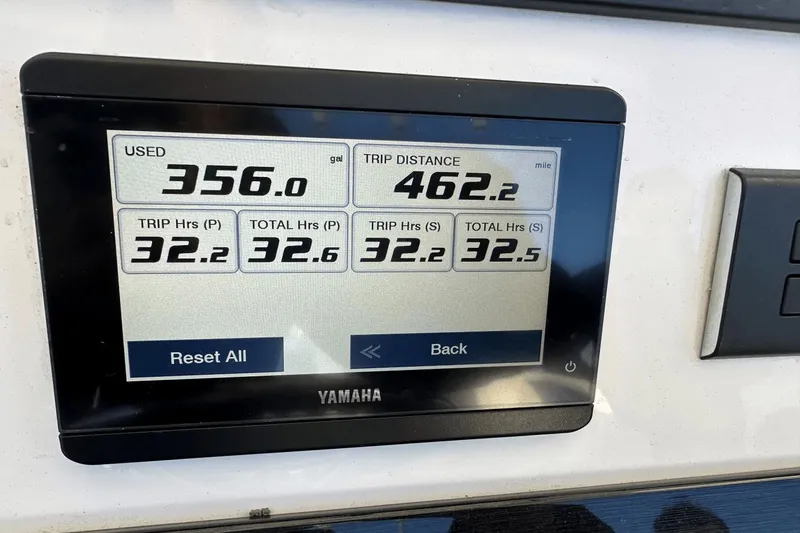 USED gal
356.0
TRIP DISTANCE mile
462.2
TRIP Hrs (P)
32.2
TOTAL Hrs (P)
32.6
TRIP Hrs (S)
32.2
TOTAL Hrs (S)
32.5
Reset All
Back
YAMAHA